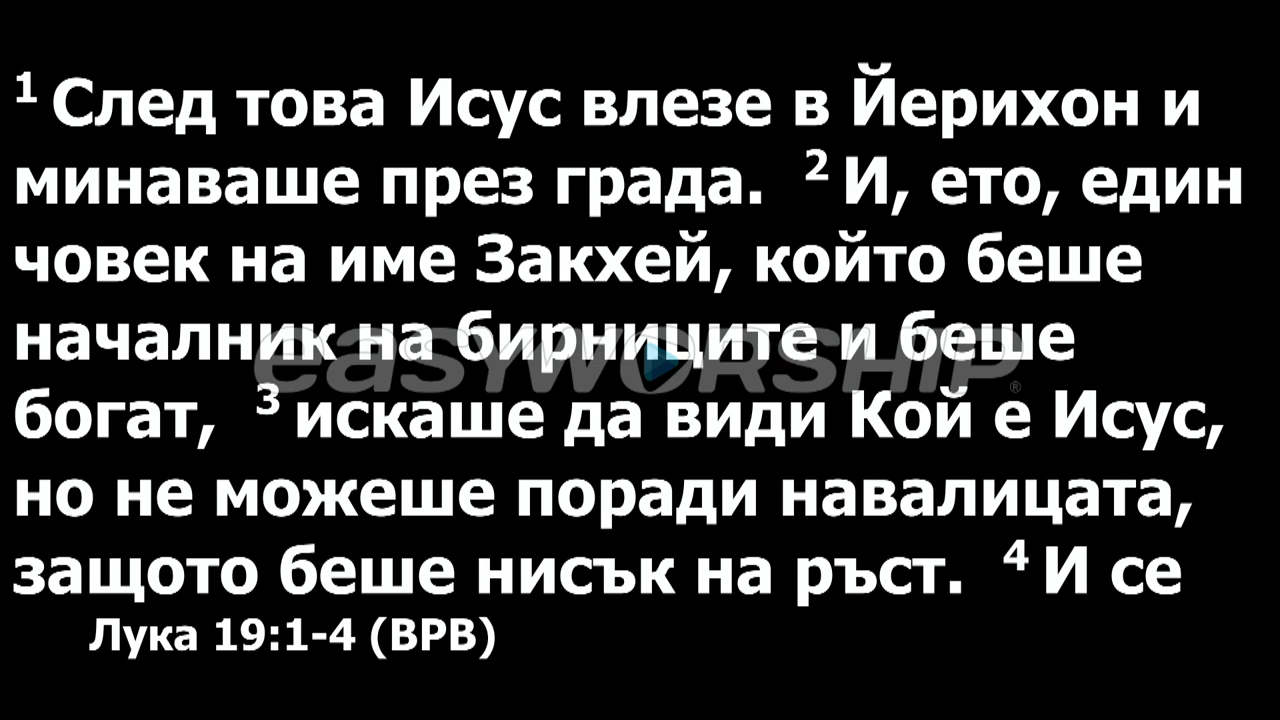 1 След това Исус влезе в Йерихон и
минаваше през града. 2 И, ето, един
човек на име Закхей, който беше
началник на бирниците и беше
easyworship®
богат, 3 искаше да види Кой е Исус,
но не можеше поради навалицата,
защото беше нисък на ръст. 4 И се
Лука 19:1-4 (ВРВ)